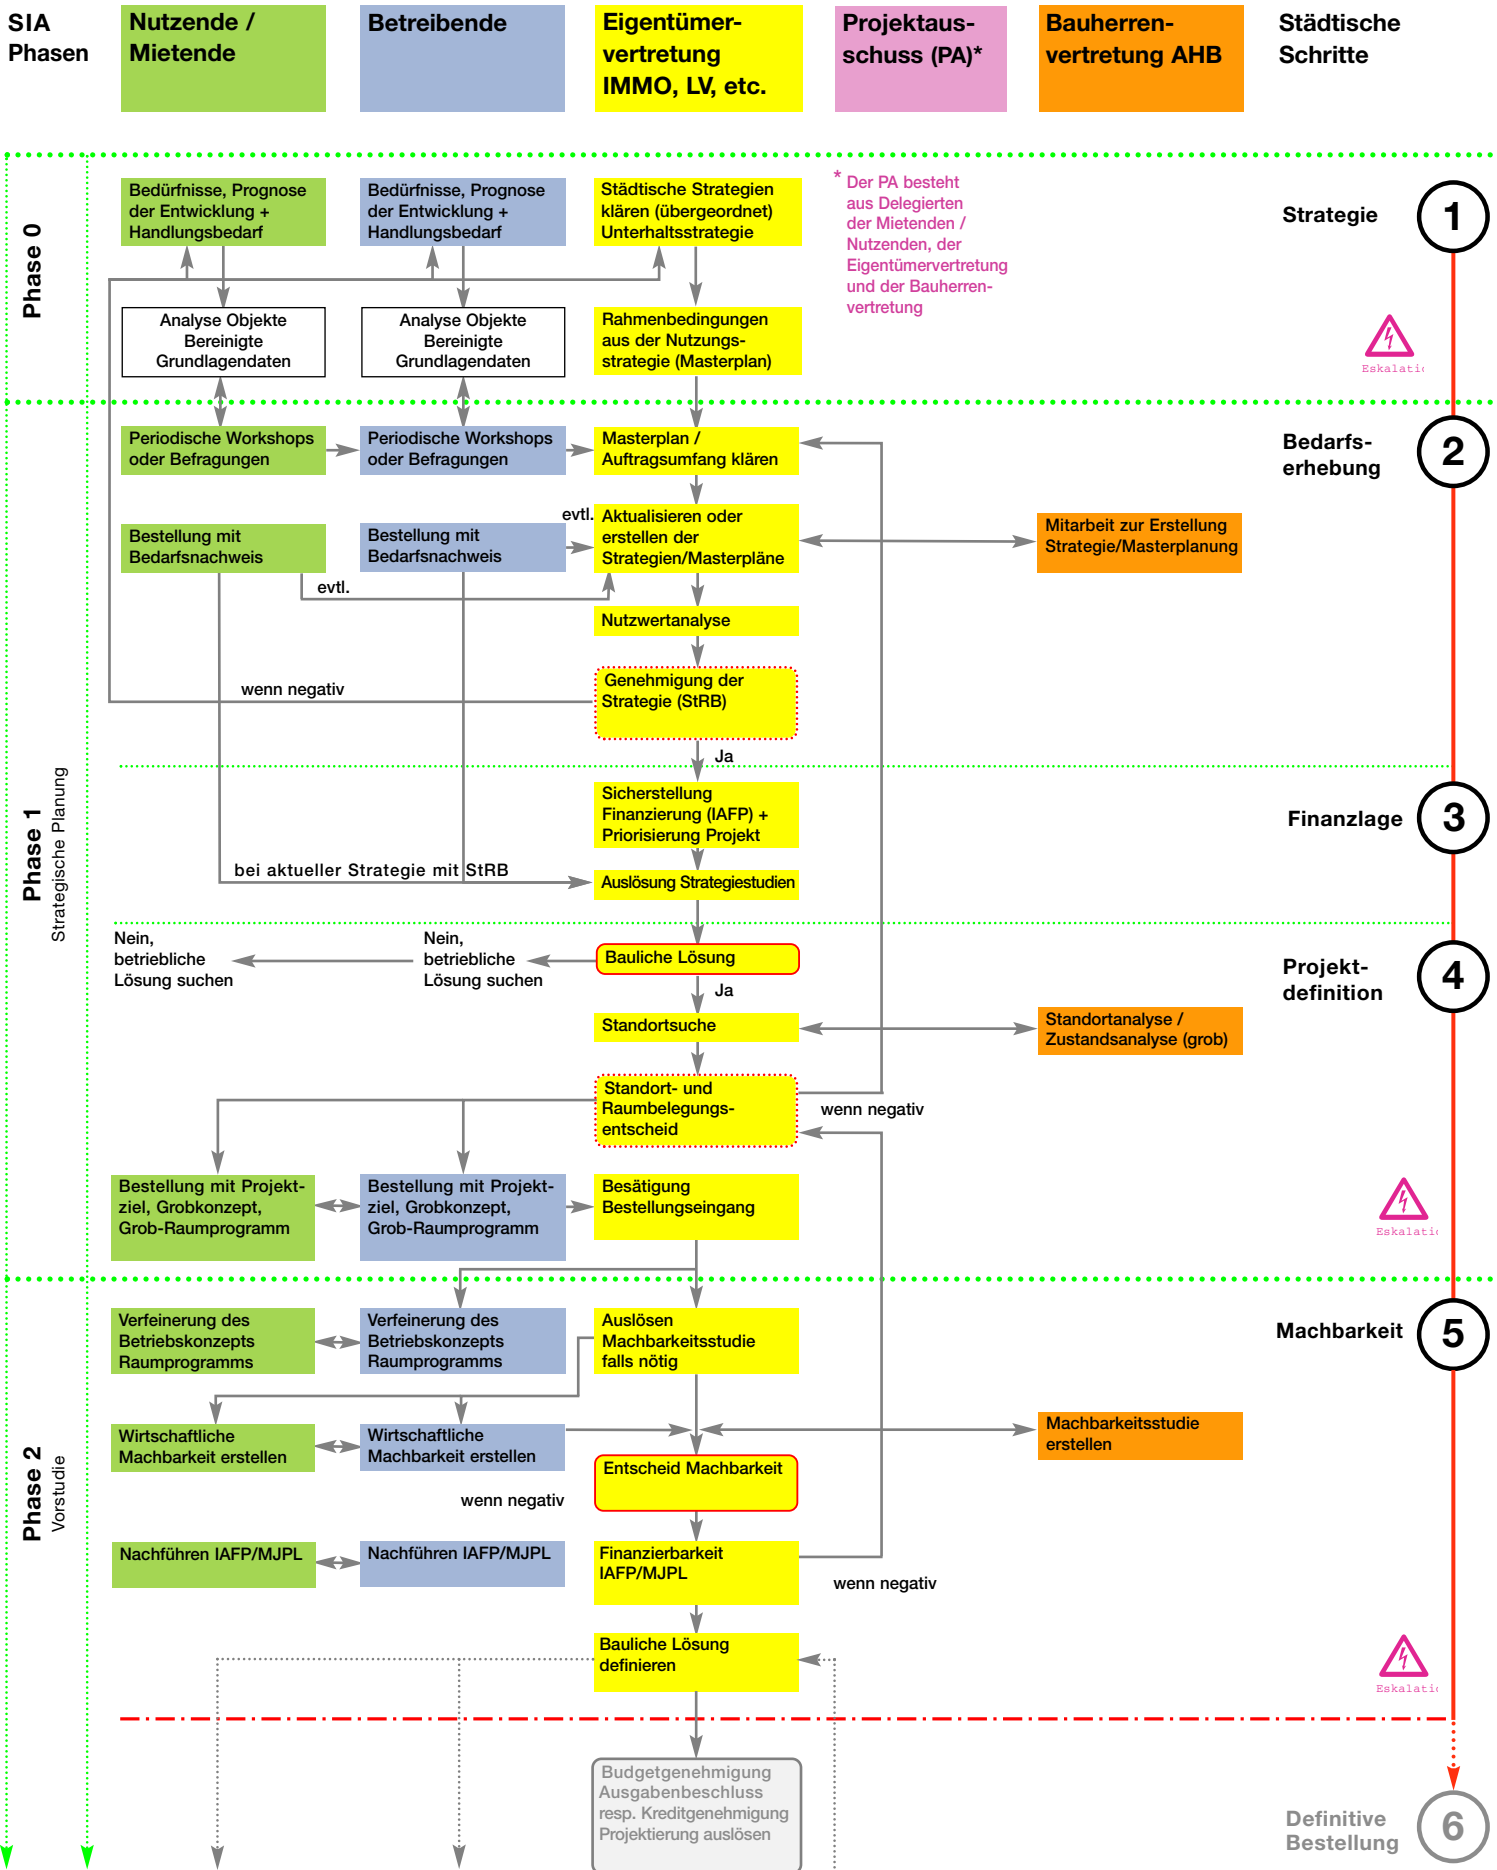 SIA
Phasen
Nutzende /
Mietende
Betreibende
Eigentümer-
vertretung
IMMO, LV, etc.
Projektaus-
schuss (PA)*
Bauherren-
vertretung AHB
Städtische
Schritte
Phase 0
Bedürfnisse, Prognose
der Entwicklung +
Handlungsbedarf
Bedürfnisse, Prognose
der Entwicklung +
Handlungsbedarf
Städtische Strategien
klären (übergeordnet)
Unterhaltsstrategie
* Der PA besteht
aus Delegierten
der Mietenden /
Nutzenden, der
Eigentümervertretung
und der Bauherren-
vertretung
Strategie
1
Analyse Objekte
Bereinigte
Grundlagendaten
Analyse Objekte
Bereinigte
Grundlagendaten
Rahmenbedingungen
aus der Nutzungs-
strategie (Masterplan)
Eskalatio
Phase 1
Strategische Planung
Periodische Workshops
oder Befragungen
Periodische Workshops
oder Befragungen
Masterplan /
Auftragsumfang klären
Bedarfs-
erhebung
2
Bestellung mit
Bedarfsnachweis
Bestellung mit
Bedarfsnachweis
evtl.
Aktualisieren oder
erstellen der
Strategien/Masterpläne
Mitarbeit zur Erstellung
Strategie/Masterplanung
evtl.
Nutzwertanalyse
wenn negativ
Genehmigung der
Strategie (StRB)
Ja
Sicherstellung
Finanzierung (IAFP) +
Priorisierung Projekt
Finanzlage
3
bei aktueller Strategie mit StRB
Auslösung Strategiestudien
Nein,
betriebliche
Lösung suchen
Nein,
betriebliche
Lösung suchen
Bauliche Lösung
Projekt-
definition
4
Ja
Standortsuche
Standortanalyse /
Zustandsanalyse (grob)
Standort- und
Raumbelegungs-
entscheid
wenn negativ
Bestellung mit Projekt-
ziel, Grobkonzept,
Grob-Raumprogramm
Bestellung mit Projekt-
ziel, Grobkonzept,
Grob-Raumprogramm
Besätigung
Bestellungseingang
Eskalatio
Phase 2
Vorstudie
Verfeinerung des
Betriebskonzepts
Raumprogramms
Verfeinerung des
Betriebskonzepts
Raumprogramms
Auslösen
Machbarkeitsstudie
falls nötig
Machbarkeit
5
Wirtschaftliche
Machbarkeit erstellen
Wirtschaftliche
Machbarkeit erstellen
Machbarkeitsstudie
erstellen
Entscheid Machbarkeit
wenn negativ
Nachführen IAFP/MJPL
Nachführen IAFP/MJPL
Finanzierbarkeit
IAFP/MJPL
wenn negativ
Bauliche Lösung
definieren
Eskalatio
Budgetgenehmigung
Ausgabenbeschluss
resp. Kreditgenehmigung
Projektierung auslösen
Definitive
Bestellung
6